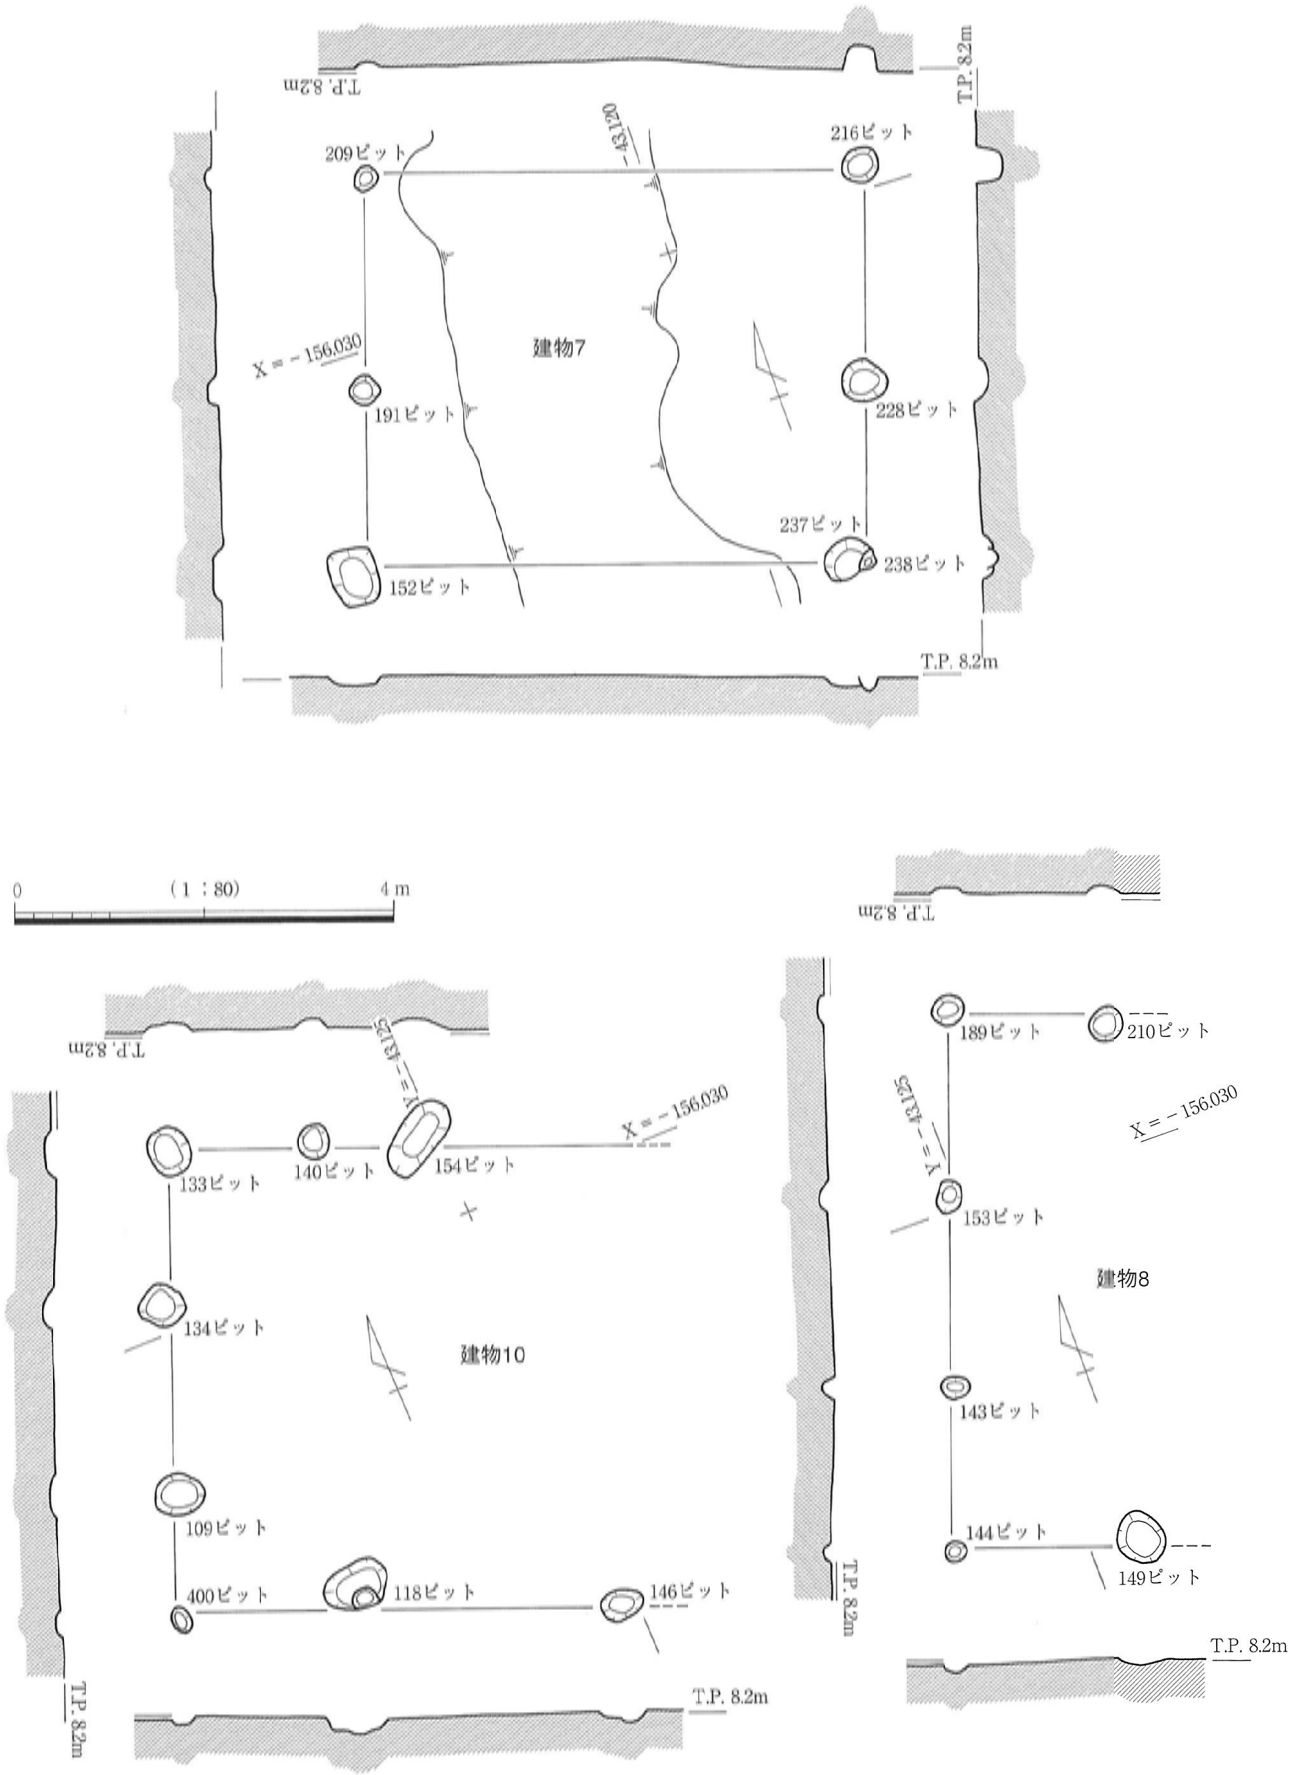 T.P. 8.2m
T.P. 8.2m
-43,120
216ピット
209ピット
X = -156,030
建物7
191ピット
228ピット
237ピット
238ピット
152ピット
T.P. 8.2m
0 (1:80) 4 m
T.P. 8.2m
T.P. 8.2m
Y = -43,125
X = -156,030
133ピット
140ピット
154ピット
134ピット
建物10
109ピット
400ピット
118ピット
146ピット
T.P. 8.2m
T.P. 8.2m
189ピット
210ピット
Y = -43,125
X = -156,030
153ピット
建物8
143ピット
144ピット
149ピット
T.P. 8.2m
T.P. 8.2m